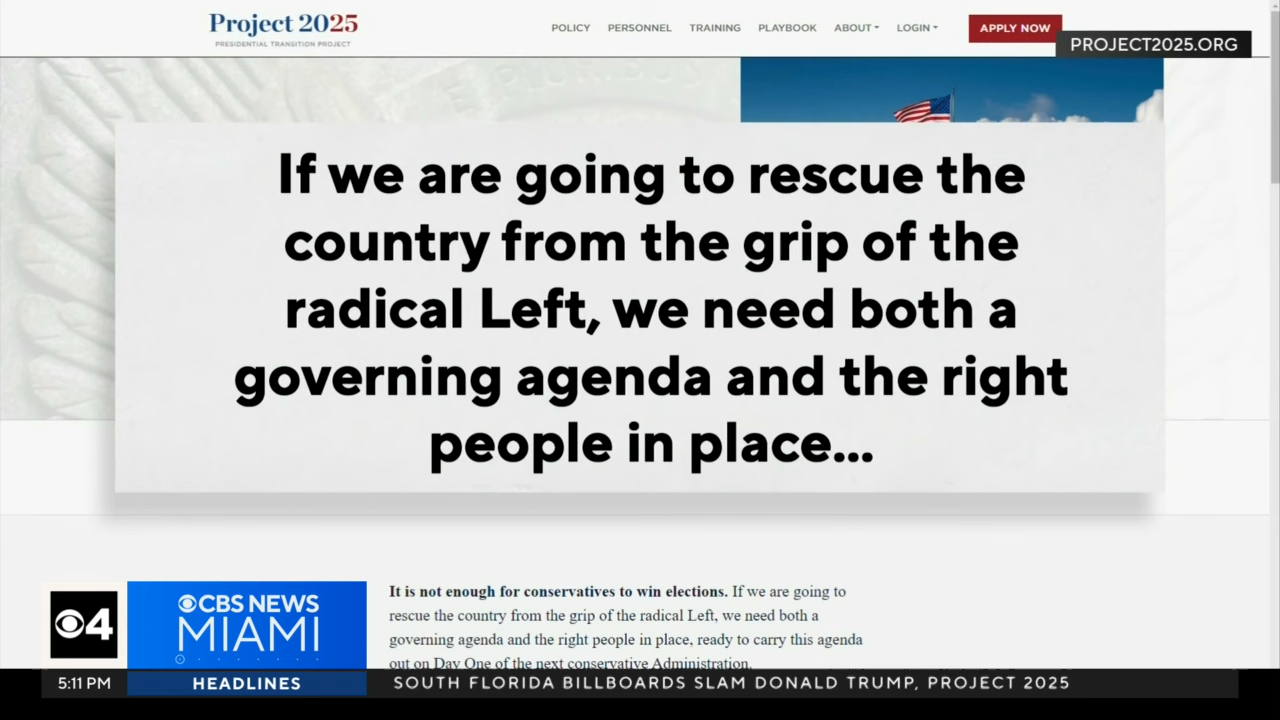 Project 2025
PRESIDENTIAL TRANSITION PROJECT
POLICY PERSONNEL TRAINING PLAYBOOK ABOUT LOGIN APPLY NOW
PROJECT2025.ORG
E PLURIBUS
If we are going to rescue the
country from the grip of the
radical Left, we need both a
governing agenda and the right
people in place...
It is not enough for conservatives to win elections. If we are going to
rescue the country from the grip of the radical Left, we need both a
governing agenda and the right people in place, ready to carry this agenda
out on Day One of the next conservative Administration.
4
CBS NEWS
MIAMI
5:11 PM HEADLINES SOUTH FLORIDA BILLBOARDS SLAM DONALD TRUMP, PROJECT 2025